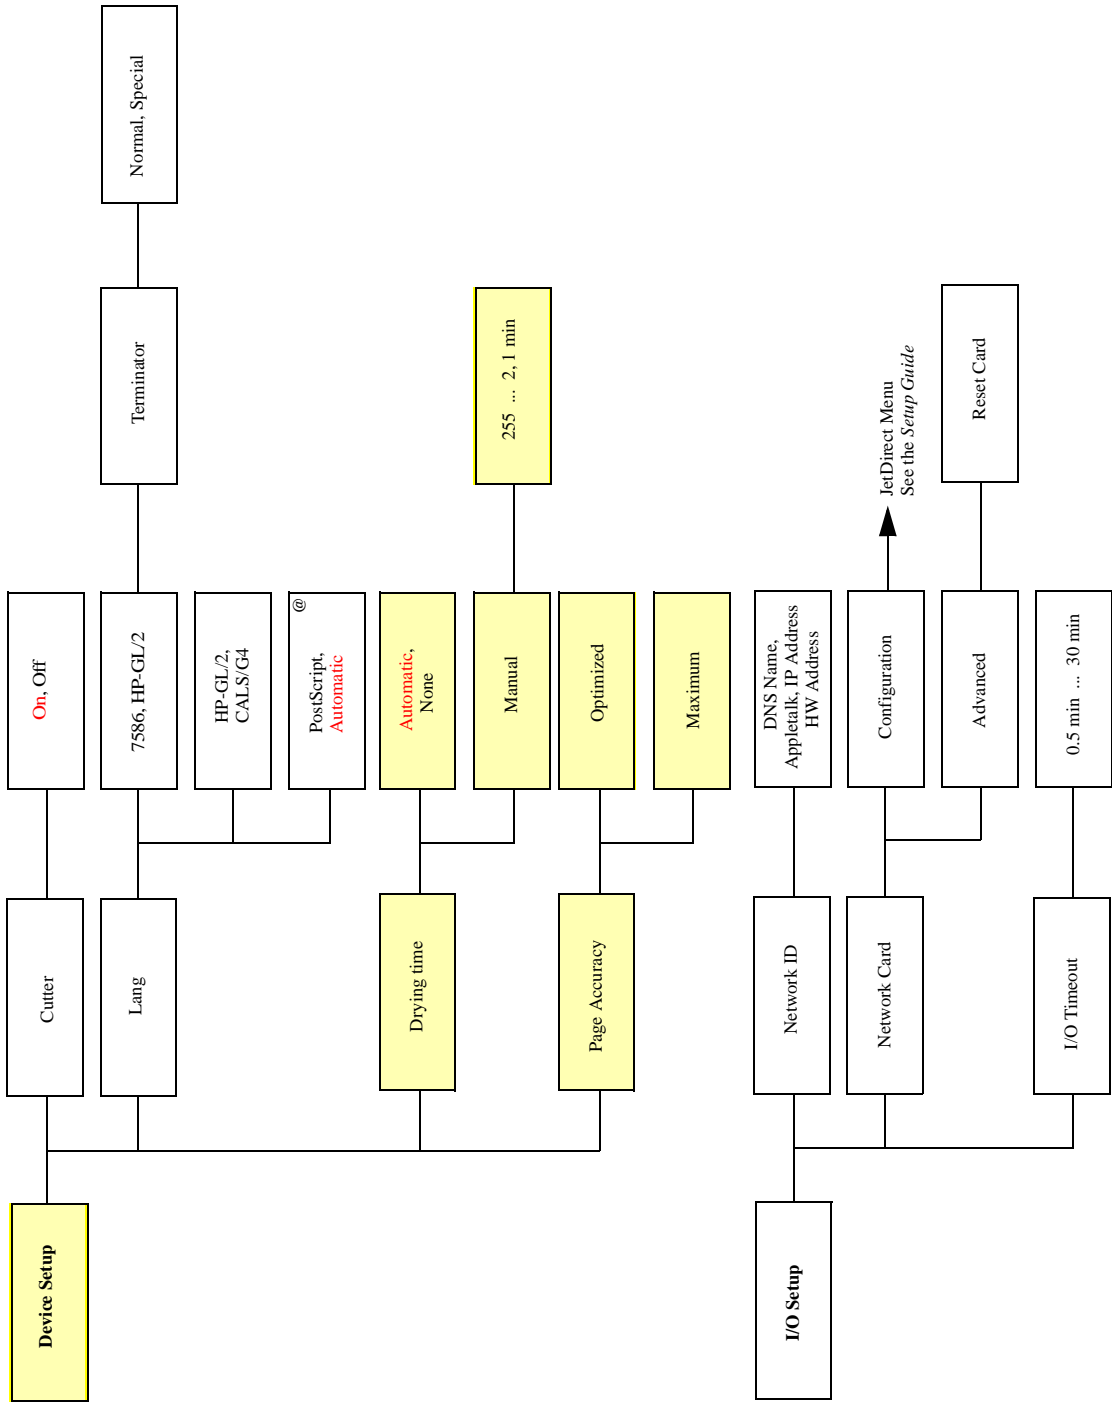 Device Setup
Cutter
On, Off
Lang
7586, HP-GL/2
Terminator
Normal, Special
HP-GL/2,
CALS/G4
PostScript,
Automatic
@
Drying time
Automatic,
None
Manual
255 ... 2, 1 min
Page Accuracy
Optimized
Maximum
I/O Setup
Network ID
DNS Name,
Appletalk, IP Address
HW Address
Network Card
Configuration
JetDirect Menu
See the Setup Guide
Advanced
Reset Card
I/O Timeout
0.5 min ... 30 min